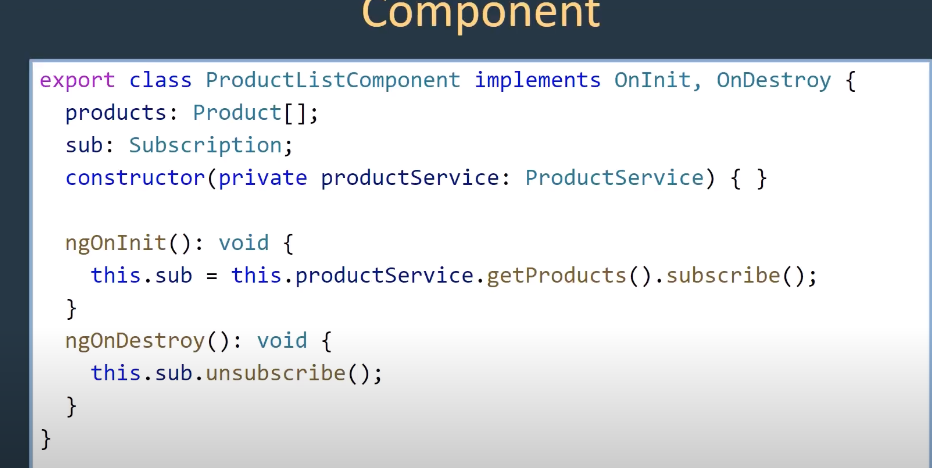 Component
export class ProductListComponent implements OnInit, OnDestroy {
products: Product[];
sub: Subscription;
constructor(private productService: ProductService) { }
ngOnInit(): void {
this.sub = this.productService.getProducts().subscribe();
}
ngOnDestroy(): void {
this.sub.unsubscribe();
}
}